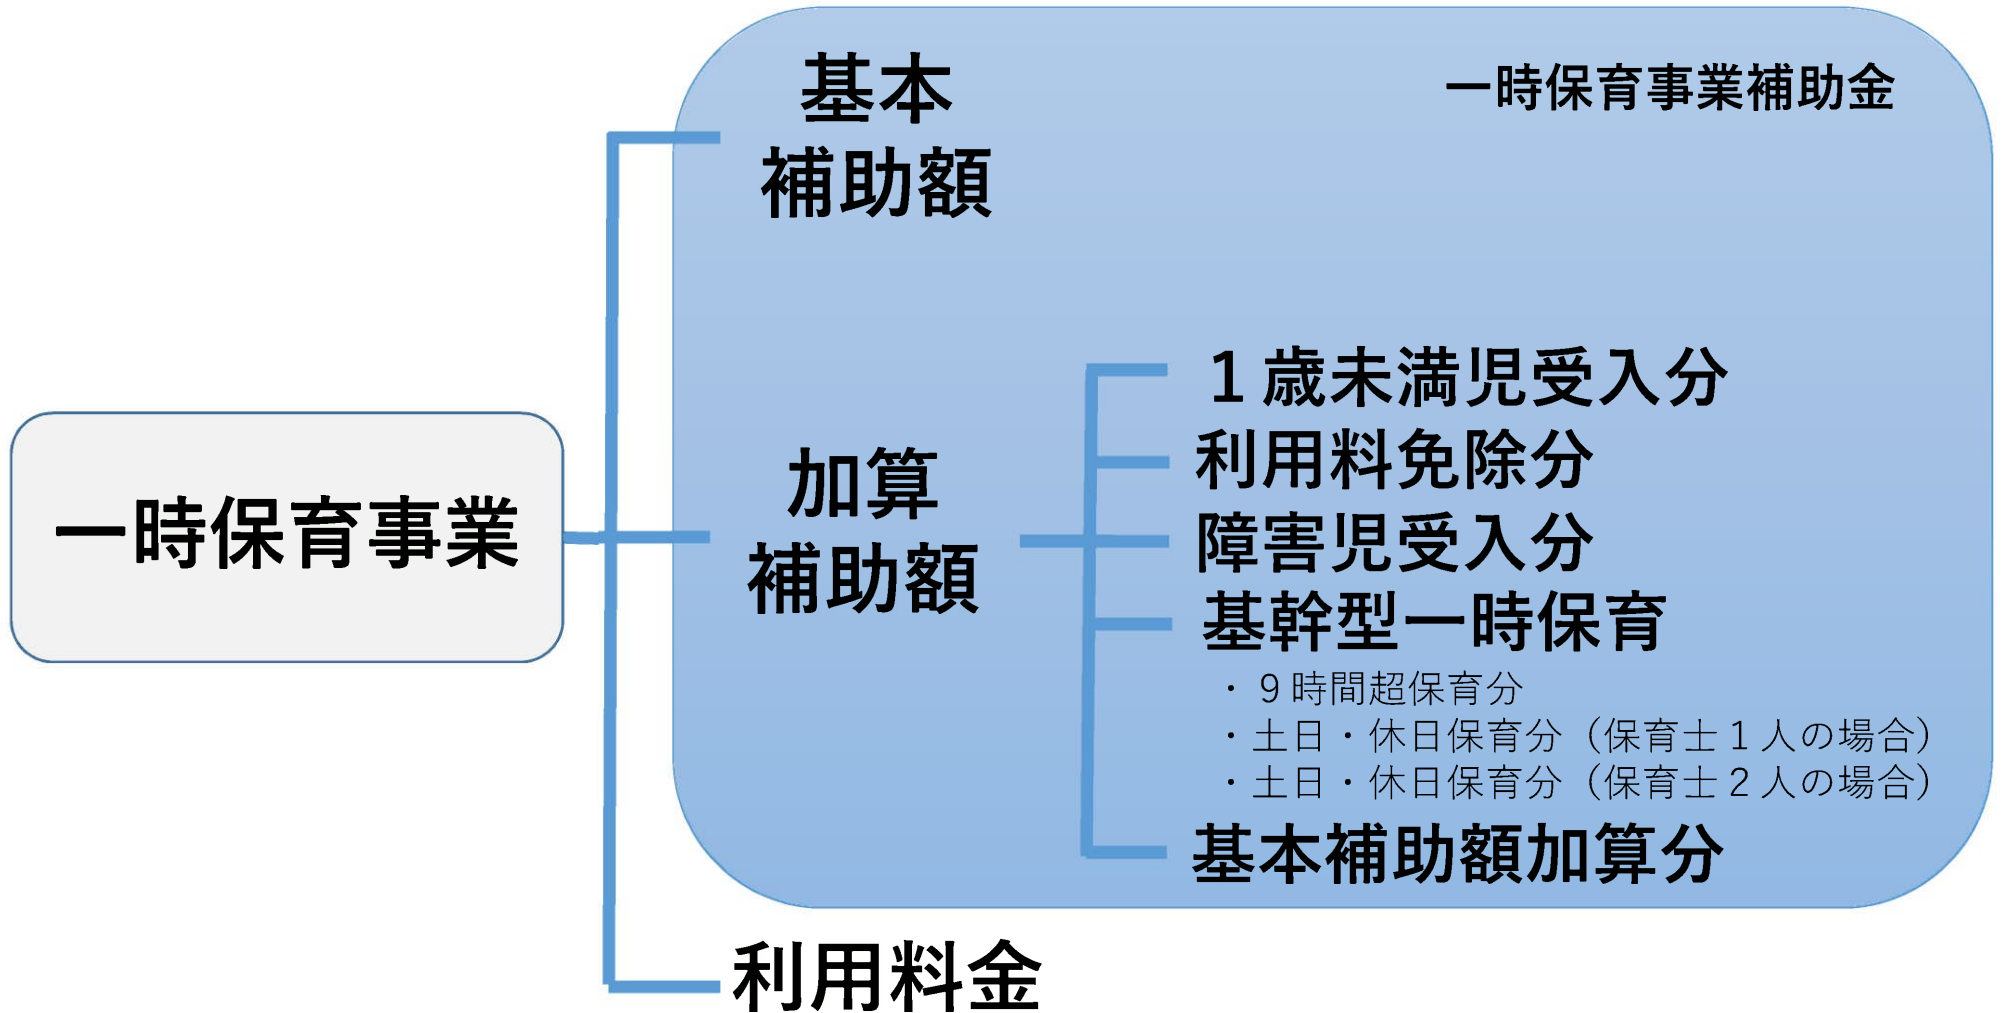 一時保育事業補助金
基本
補助額
一時保育事業
加算
補助額
１歳未満児受入分
利用料免除分
障害児受入分
基幹型一時保育
・９時間超保育分
・土日・休日保育分（保育士１人の場合）
・土日・休日保育分（保育士２人の場合）
基本補助額加算分
利用料金